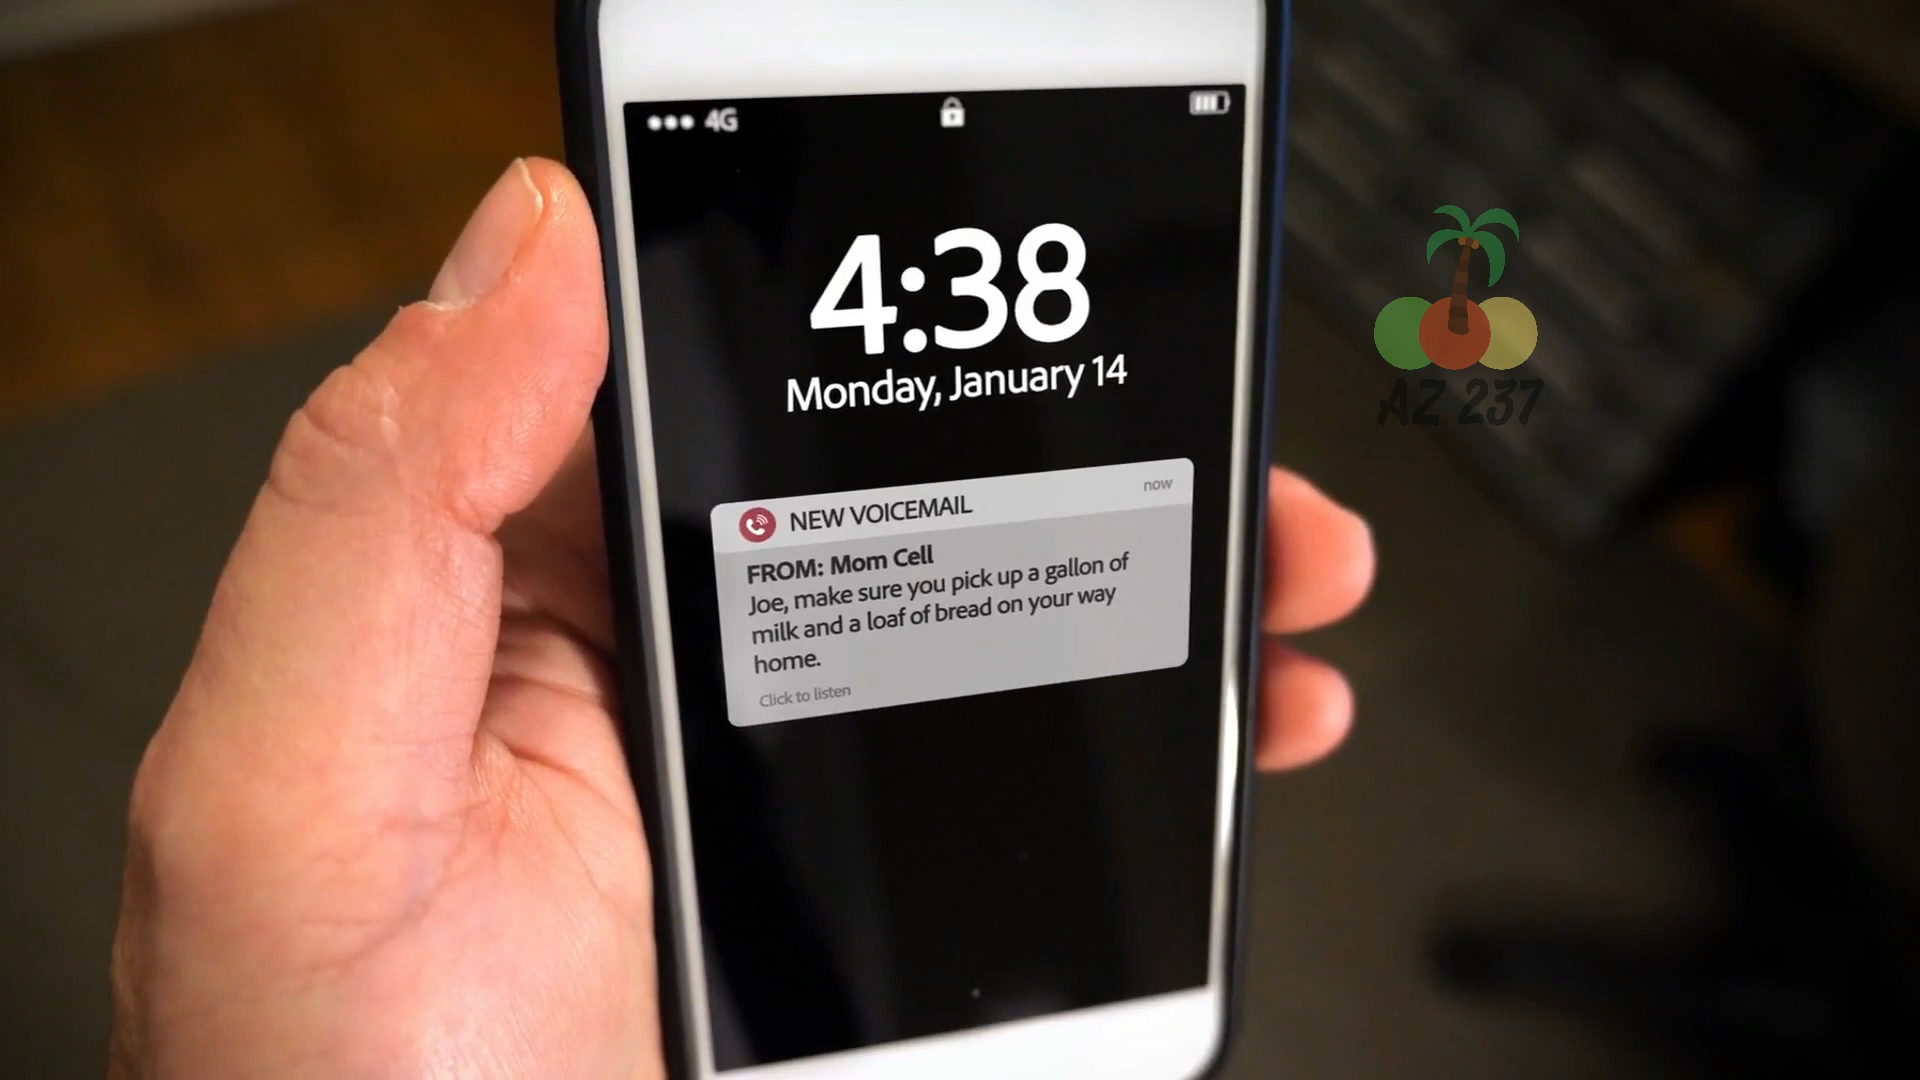 4G
4:38
Monday, January 14
NEW VOICEMAIL
now
FROM: Mom Cell
Joe, make sure you pick up a gallon of
milk and a loaf of bread on your way
home.
Click to listen
AZ 237